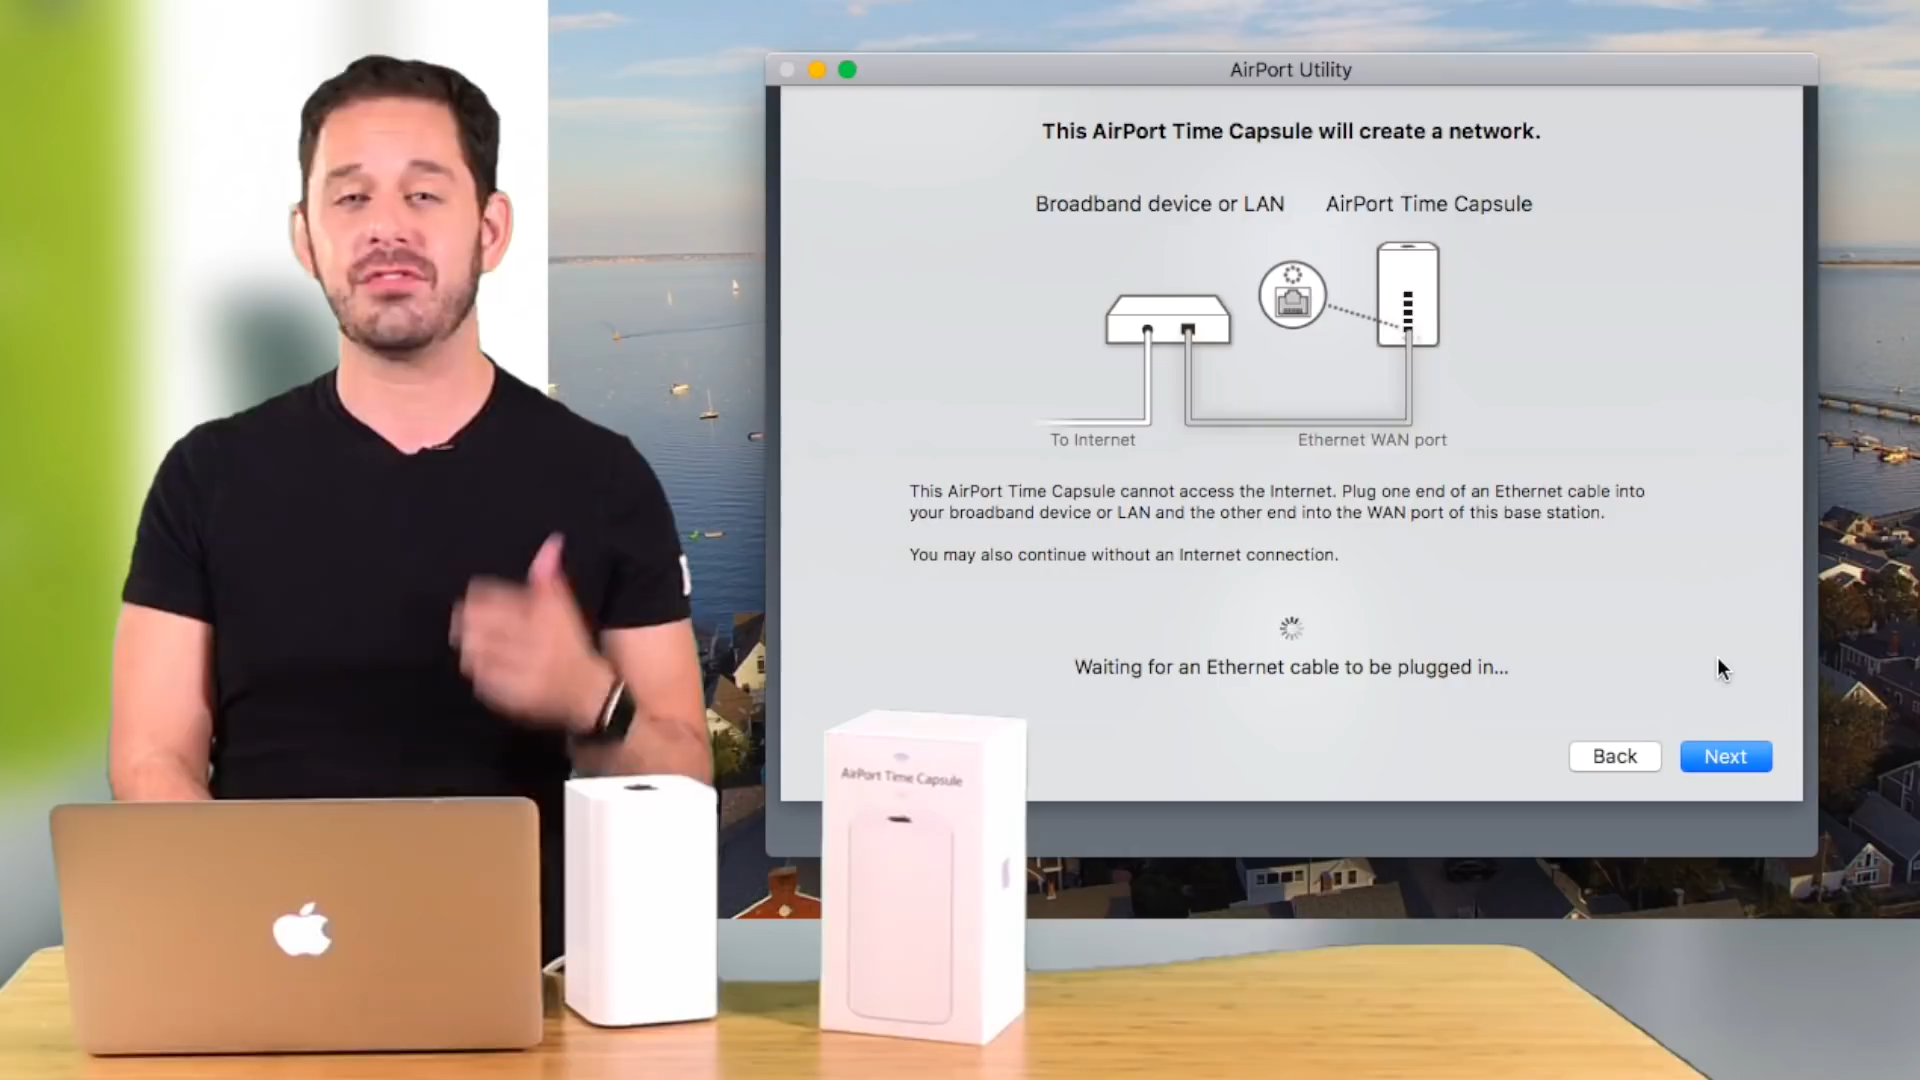 AirPort Utility
This AirPort Time Capsule will create a network.
Broadband device or LAN AirPort Time Capsule
To Internet Ethernet WAN port
This AirPort Time Capsule cannot access the Internet. Plug one end of an Ethernet cable into
your broadband device or LAN and the other end into the WAN port of this base station.
You may also continue without an Internet connection.
Waiting for an Ethernet cable to be plugged in...
Back Next
AirPort Time Capsule